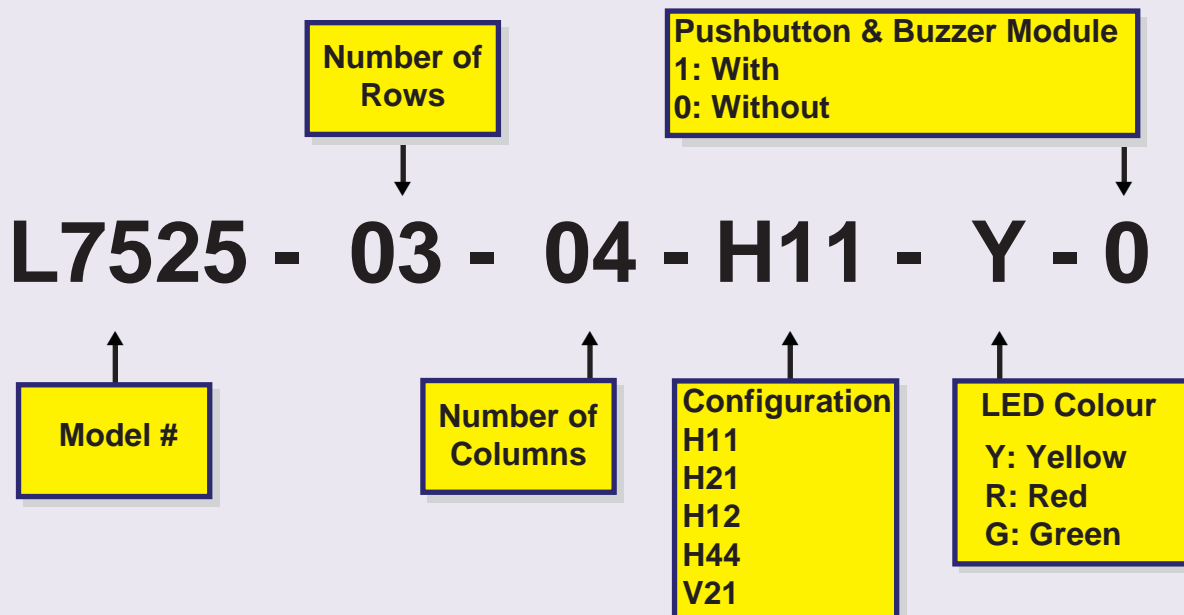 Number of
Rows
Pushbutton & Buzzer Module
1: With
0: Without
L7525 - 03 - 04 - H11 - Y - 0
Model #
Number of
Columns
Configuration
H11
H21
H12
H44
V21
LED Colour
Y: Yellow
R: Red
G: Green